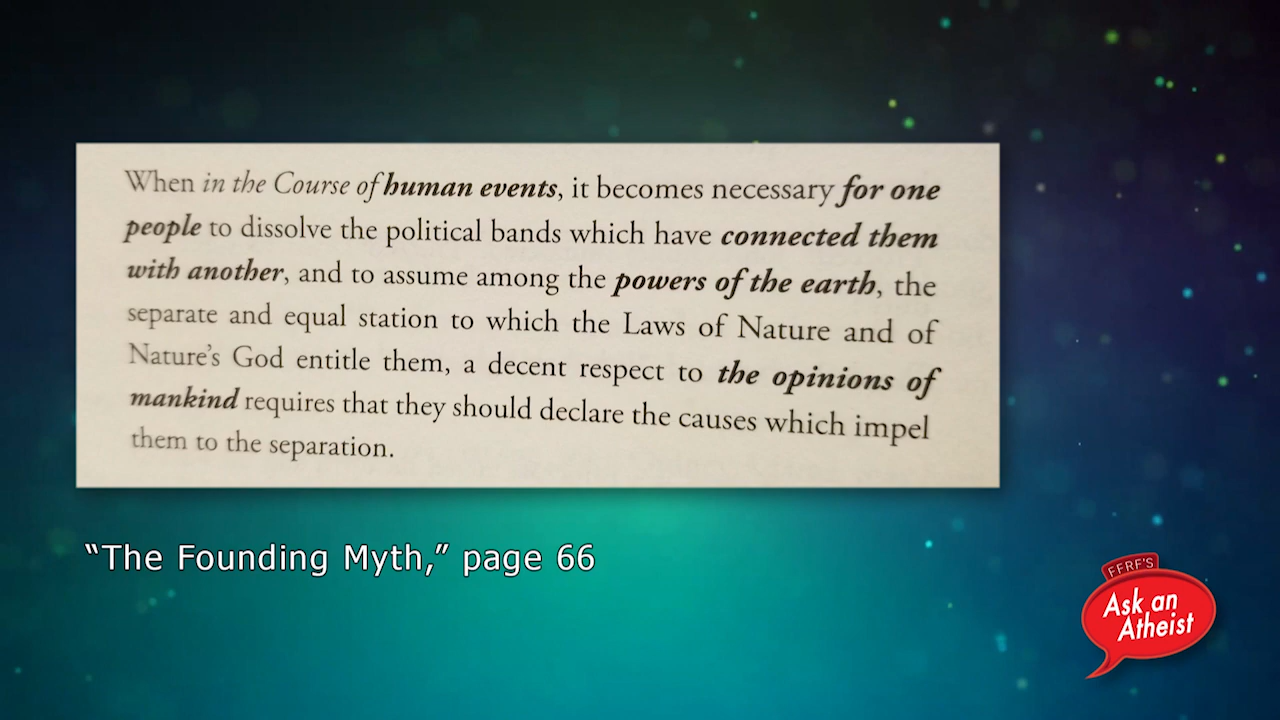 When in the Course of human events, it becomes necessary for one
people to dissolve the political bands which have connected them
with another, and to assume among the powers of the earth, the
separate and equal station to which the Laws of Nature and of
Nature's God entitle them, a decent respect to the opinions of
mankind requires that they should declare the causes which impel
them to the separation.
“The Founding Myth,” page 66
FFRF'S
Ask an
Atheist